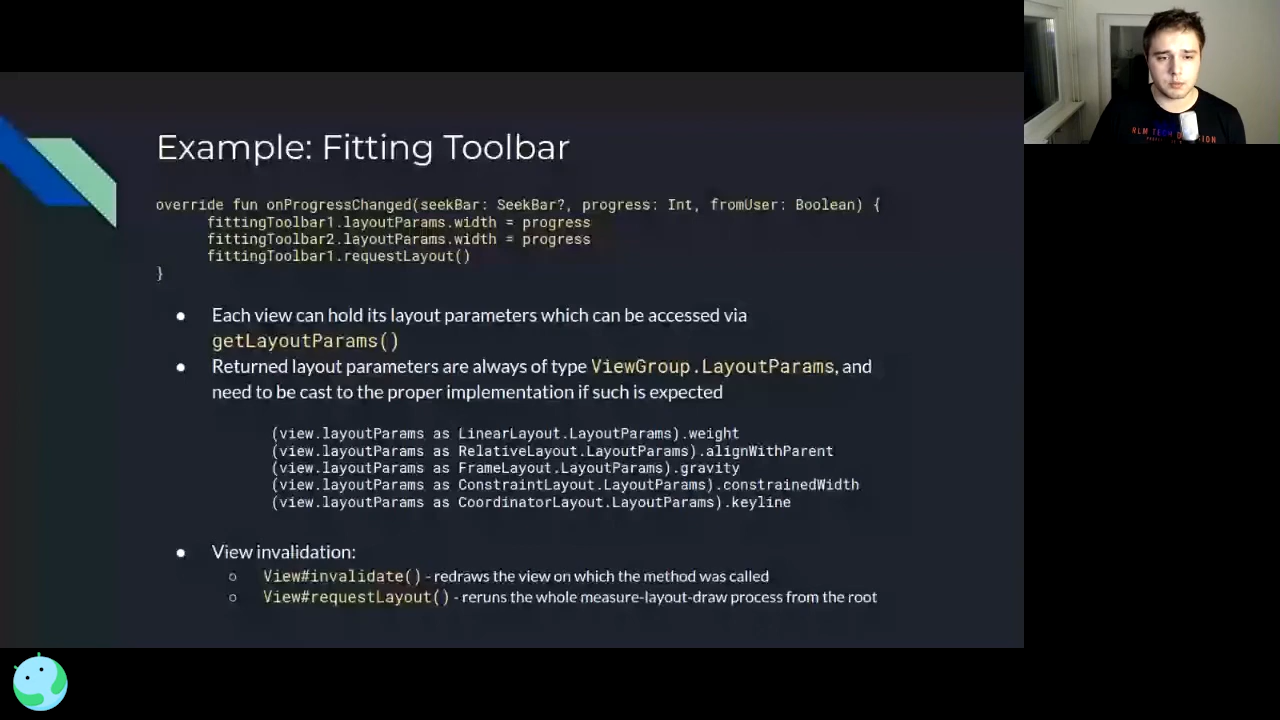 Example: Fitting Toolbar
override fun onProgressChanged(seekBar: SeekBar?, progress: Int, fromUser: Boolean) {
fittingToolbar1.layoutParams.width = progress
fittingToolbar2.layoutParams.width = progress
fittingToolbar1.requestLayout()
}
● Each view can hold its layout parameters which can be accessed via
getLayoutParams()
● Returned layout parameters are always of type ViewGroup.LayoutParams, and
need to be cast to the proper implementation if such is expected
(view.layoutParams as LinearLayout.LayoutParams).weight
(view.layoutParams as RelativeLayout.LayoutParams).alignWithParent
(view.layoutParams as FrameLayout.LayoutParams).gravity
(view.layoutParams as ConstraintLayout.LayoutParams).constrainedWidth
(view.layoutParams as CoordinatorLayout.LayoutParams).keyline
● View invalidation:
○ View#invalidate() - redraws the view on which the method was called
○ View#requestLayout() - reruns the whole measure-layout-draw process from the root
RLM TECH